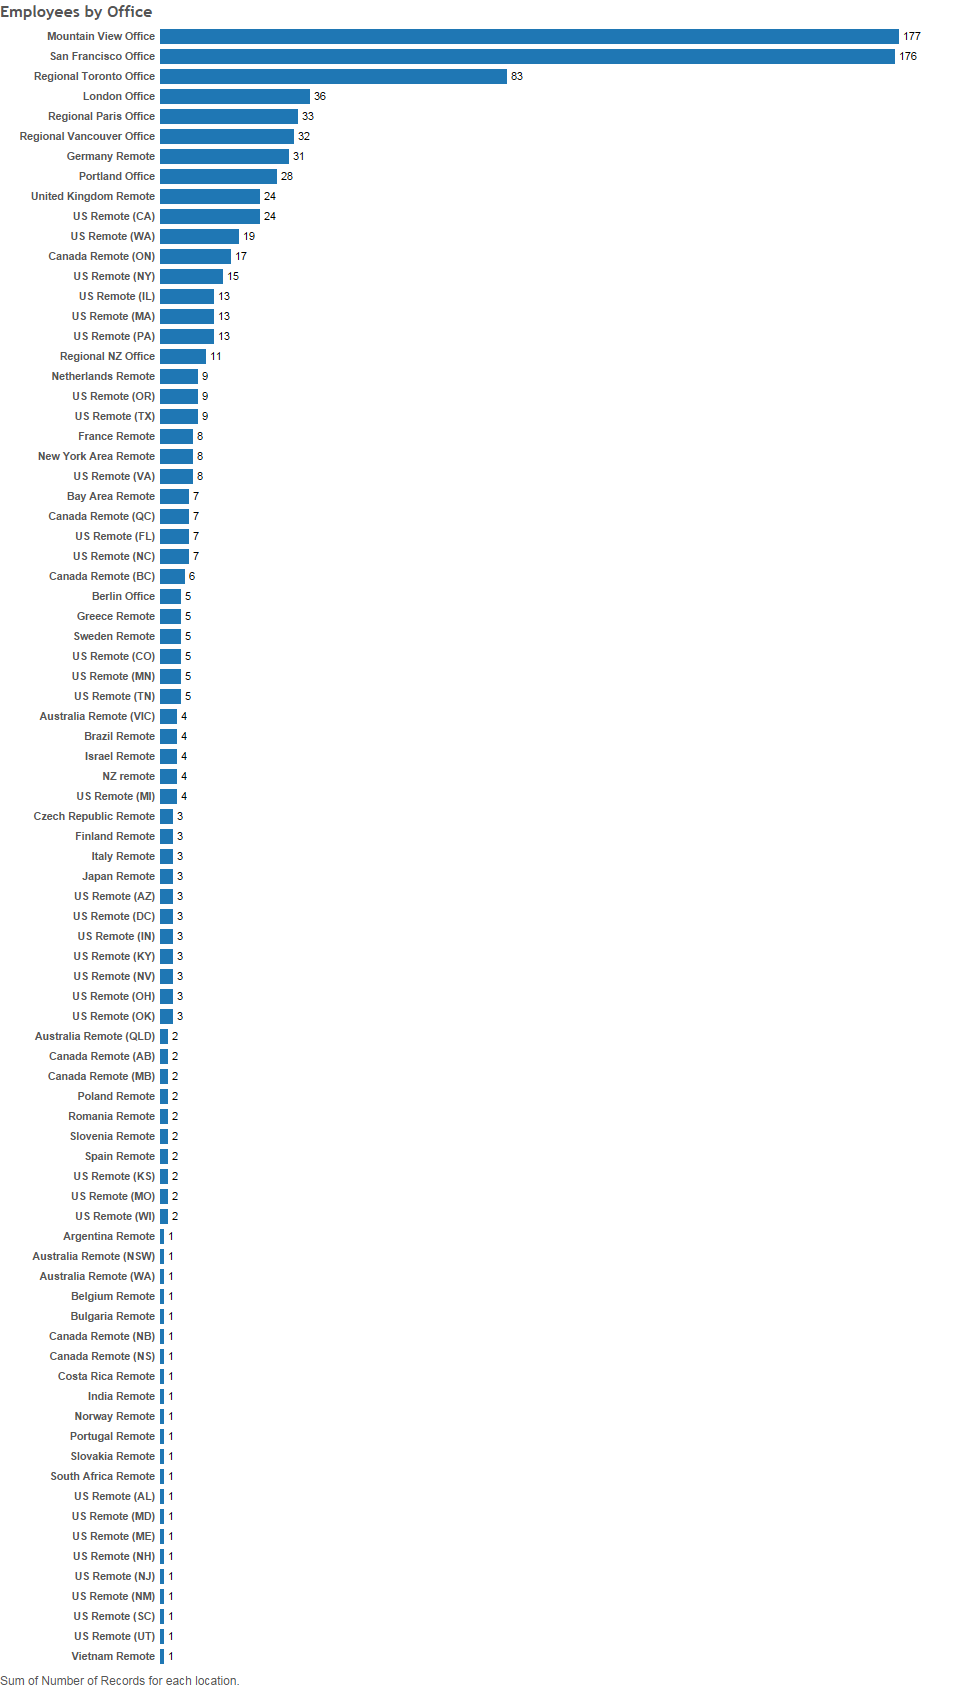 Employees by Office
Mountain View Office 177
San Francisco Office 176
Regional Toronto Office 83
London Office 36
Regional Paris Office 33
Regional Vancouver Office 32
Germany Remote 31
Portland Office 28
United Kingdom Remote 24
US Remote (CA) 24
US Remote (WA) 19
Canada Remote (ON) 17
US Remote (NY) 15
US Remote (IL) 13
US Remote (MA) 13
US Remote (PA) 13
Regional NZ Office 11
Netherlands Remote 9
US Remote (OR) 9
US Remote (TX) 9
France Remote 8
New York Area Remote 8
US Remote (VA) 8
Bay Area Remote 7
Canada Remote (QC) 7
US Remote (FL) 7
US Remote (NC) 7
Canada Remote (BC) 6
Berlin Office 5
Greece Remote 5
Sweden Remote 5
US Remote (CO) 5
US Remote (MN) 5
US Remote (TN) 5
Australia Remote (VIC) 4
Brazil Remote 4
Israel Remote 4
NZ remote 4
US Remote (MI) 4
Czech Republic Remote 3
Finland Remote 3
Italy Remote 3
Japan Remote 3
US Remote (AZ) 3
US Remote (DC) 3
US Remote (IN) 3
US Remote (KY) 3
US Remote (NV) 3
US Remote (OH) 3
US Remote (OK) 3
Australia Remote (QLD) 2
Canada Remote (AB) 2
Canada Remote (MB) 2
Poland Remote 2
Romania Remote 2
Slovenia Remote 2
Spain Remote 2
US Remote (KS) 2
US Remote (MO) 2
US Remote (WI) 2
Argentina Remote 1
Australia Remote (NSW) 1
Australia Remote (WA) 1
Belgium Remote 1
Bulgaria Remote 1
Canada Remote (NB) 1
Canada Remote (NS) 1
Costa Rica Remote 1
India Remote 1
Norway Remote 1
Portugal Remote 1
Slovakia Remote 1
South Africa Remote 1
US Remote (AL) 1
US Remote (MD) 1
US Remote (ME) 1
US Remote (NH) 1
US Remote (NJ) 1
US Remote (NM) 1
US Remote (SC) 1
US Remote (UT) 1
Vietnam Remote 1
Sum of Number of Records for each location.